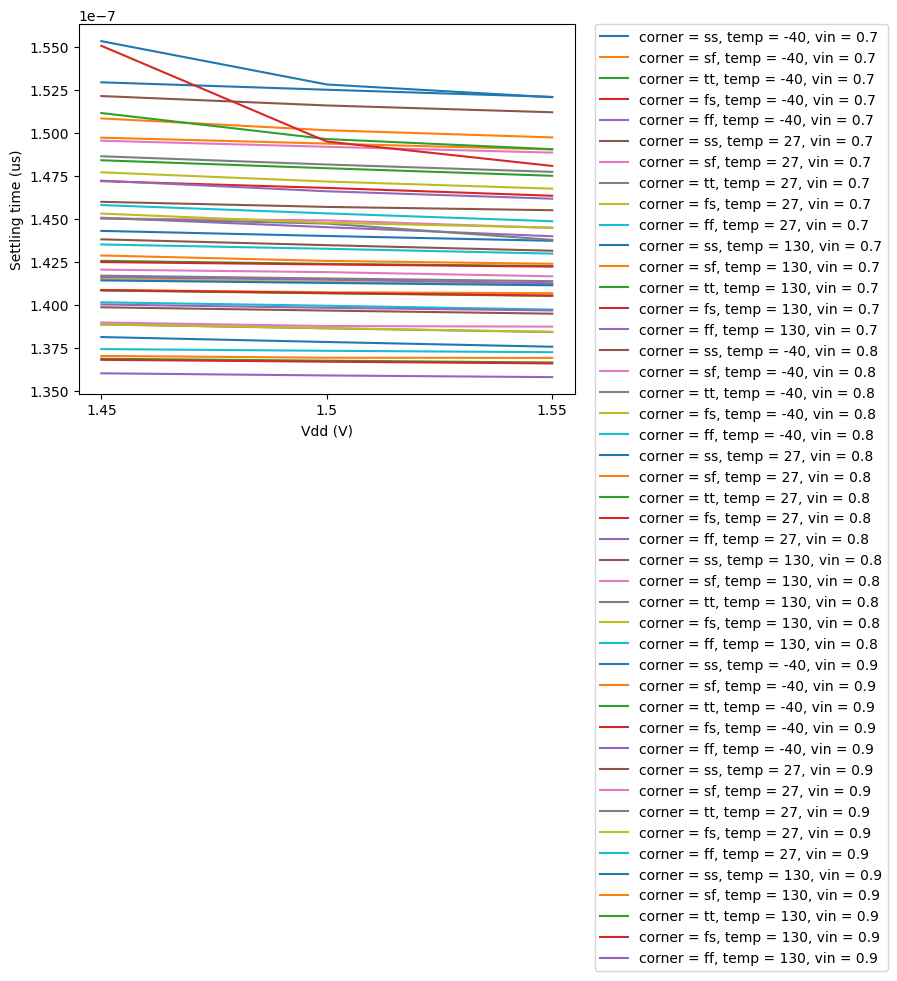 1e−7
1.550
1.525
1.500
1.475
1.450
1.425
1.400
1.375
1.350
Settling time (us)
1.45
1.5
1.55
Vdd (V)
corner = ss, temp = -40, vin = 0.7
corner = sf, temp = -40, vin = 0.7
corner = tt, temp = -40, vin = 0.7
corner = fs, temp = -40, vin = 0.7
corner = ff, temp = -40, vin = 0.7
corner = ss, temp = 27, vin = 0.7
corner = sf, temp = 27, vin = 0.7
corner = tt, temp = 27, vin = 0.7
corner = fs, temp = 27, vin = 0.7
corner = ff, temp = 27, vin = 0.7
corner = ss, temp = 130, vin = 0.7
corner = sf, temp = 130, vin = 0.7
corner = tt, temp = 130, vin = 0.7
corner = fs, temp = 130, vin = 0.7
corner = ff, temp = 130, vin = 0.7
corner = ss, temp = -40, vin = 0.8
corner = sf, temp = -40, vin = 0.8
corner = tt, temp = -40, vin = 0.8
corner = fs, temp = -40, vin = 0.8
corner = ff, temp = -40, vin = 0.8
corner = ss, temp = 27, vin = 0.8
corner = sf, temp = 27, vin = 0.8
corner = tt, temp = 27, vin = 0.8
corner = fs, temp = 27, vin = 0.8
corner = ff, temp = 27, vin = 0.8
corner = ss, temp = 130, vin = 0.8
corner = sf, temp = 130, vin = 0.8
corner = tt, temp = 130, vin = 0.8
corner = fs, temp = 130, vin = 0.8
corner = ff, temp = 130, vin = 0.8
corner = ss, temp = -40, vin = 0.9
corner = sf, temp = -40, vin = 0.9
corner = tt, temp = -40, vin = 0.9
corner = fs, temp = -40, vin = 0.9
corner = ff, temp = -40, vin = 0.9
corner = ss, temp = 27, vin = 0.9
corner = sf, temp = 27, vin = 0.9
corner = tt, temp = 27, vin = 0.9
corner = fs, temp = 27, vin = 0.9
corner = ff, temp = 27, vin = 0.9
corner = ss, temp = 130, vin = 0.9
corner = sf, temp = 130, vin = 0.9
corner = tt, temp = 130, vin = 0.9
corner = fs, temp = 130, vin = 0.9
corner = ff, temp = 130, vin = 0.9